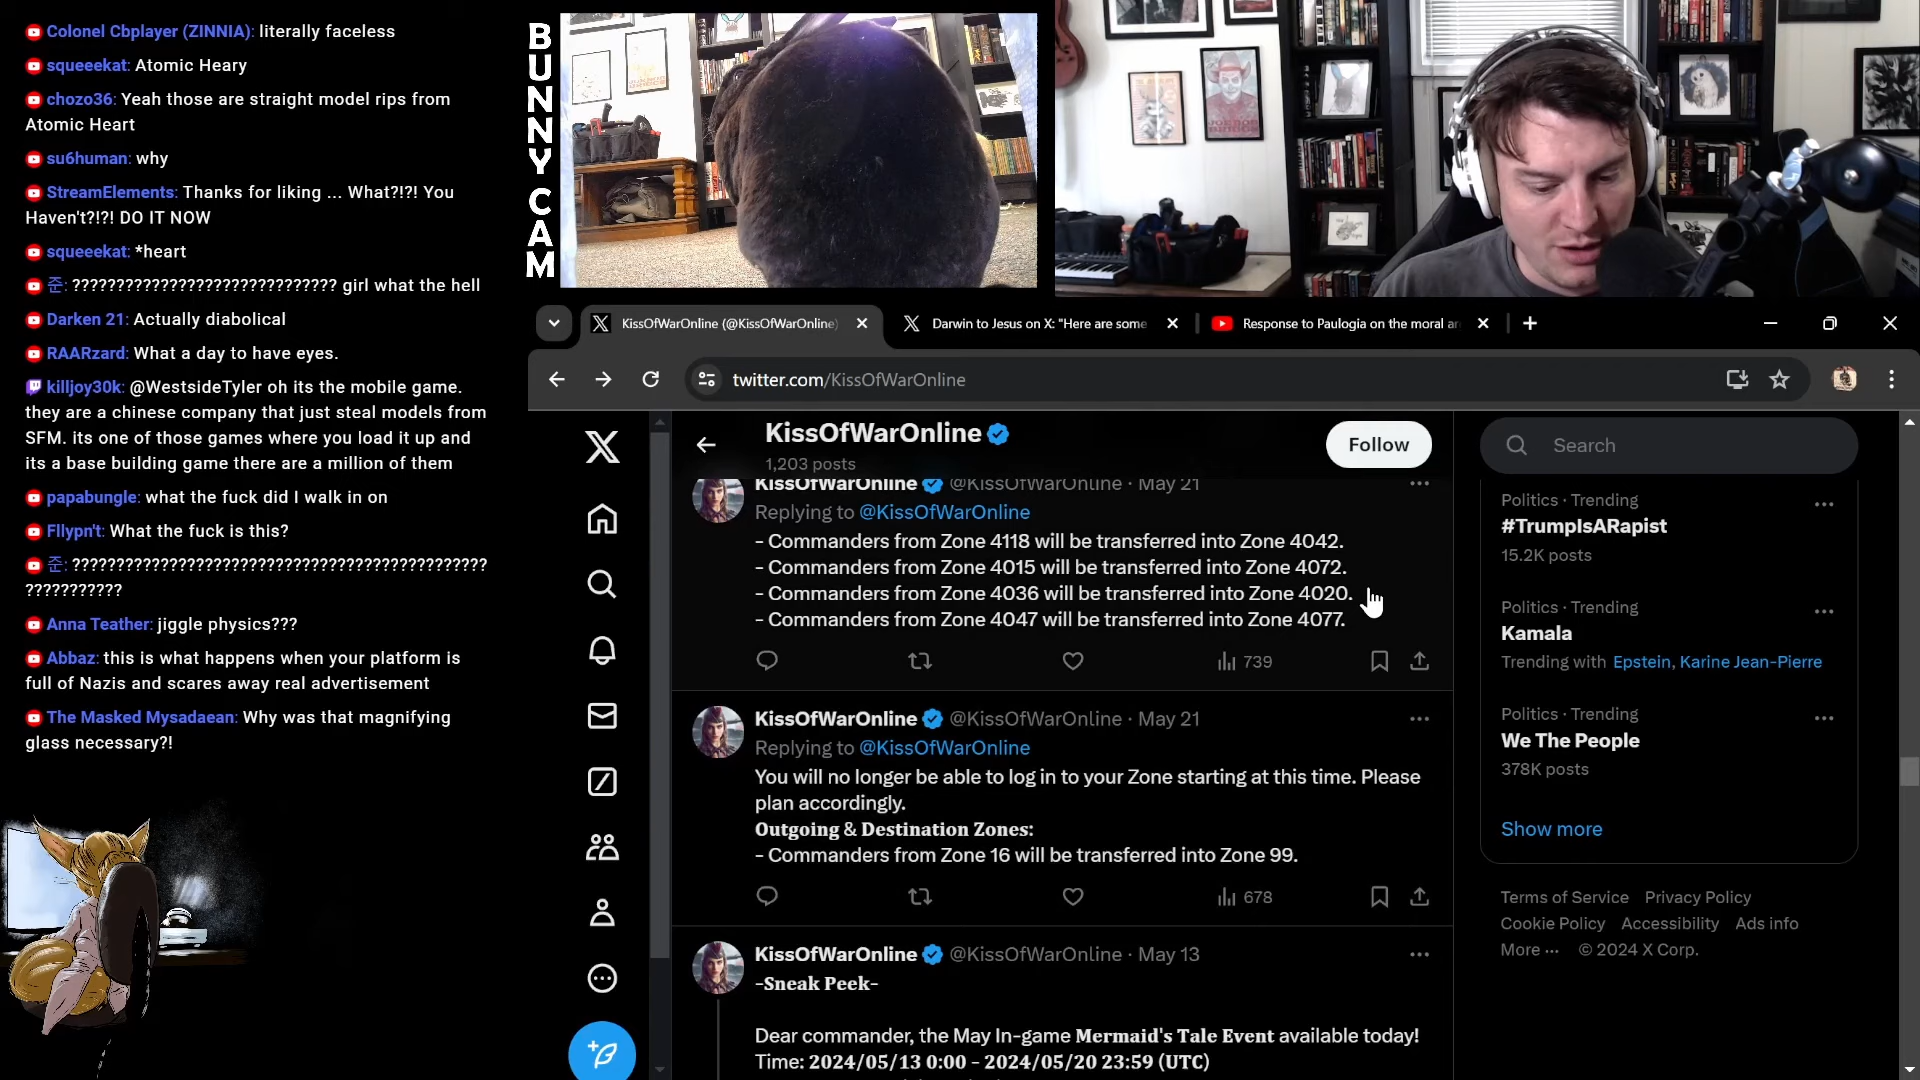 Colonel Cbplayer (ZINNIA): literally faceless
squeeekat: Atomic Heary
chozo36: Yeah those are straight model rips from
Atomic Heart
su6human: why
StreamElements: Thanks for liking ... What?!?! You
Haven't?!?! DO IT NOW
squeeekat: *heart
준: ?????????????????????????????? girl what the hell
Darken 21: Actually diabolical
RAARzard: What a day to have eyes.
killjoy30k: @WestsideTyler oh its the mobile game.
they are a chinese company that just steal models from
SFM. its one of those games where you load it up and
its a base building game there are a million of them
papabungle: what the fuck did I walk in on
Fllypn't: What the fuck is this?
준: ???????????????????????????????????????????????
???????????
Anna Teather: jiggle physics???
Abbaz: this is what happens when your platform is
full of Nazis and scares away real advertisement
The Masked Mysadaean: Why was that magnifying
glass necessary?!
BUNNY CAM
KissOfWarOnline (@KissOfWarOnline)
Darwin to Jesus on X: "Here are some
Response to Paulogia on the moral ar
twitter.com/KissOfWarOnline
KissOfWarOnline
1,203 posts
Follow
Search
KissOfWarOnline @KissOfWarOnline · May 21
Replying to @KissOfWarOnline
- Commanders from Zone 4118 will be transferred into Zone 4042.
- Commanders from Zone 4015 will be transferred into Zone 4072.
- Commanders from Zone 4036 will be transferred into Zone 4020.
- Commanders from Zone 4047 will be transferred into Zone 4077.
739
KissOfWarOnline @KissOfWarOnline · May 21
Replying to @KissOfWarOnline
You will no longer be able to log in to your Zone starting at this time. Please
plan accordingly.
Outgoing & Destination Zones:
- Commanders from Zone 16 will be transferred into Zone 99.
678
KissOfWarOnline @KissOfWarOnline · May 13
-Sneak Peek-
Dear commander, the May In-game Mermaid's Tale Event available today!
Time: 2024/05/13 0:00 - 2024/05/20 23:59 (UTC)
Politics · Trending
#TrumpIsARapist
15.2K posts
Politics · Trending
Kamala
Trending with Epstein, Karine Jean-Pierre
Politics · Trending
We The People
378K posts
Show more
Terms of Service Privacy Policy
Cookie Policy Accessibility Ads info
More ··· © 2024 X Corp.